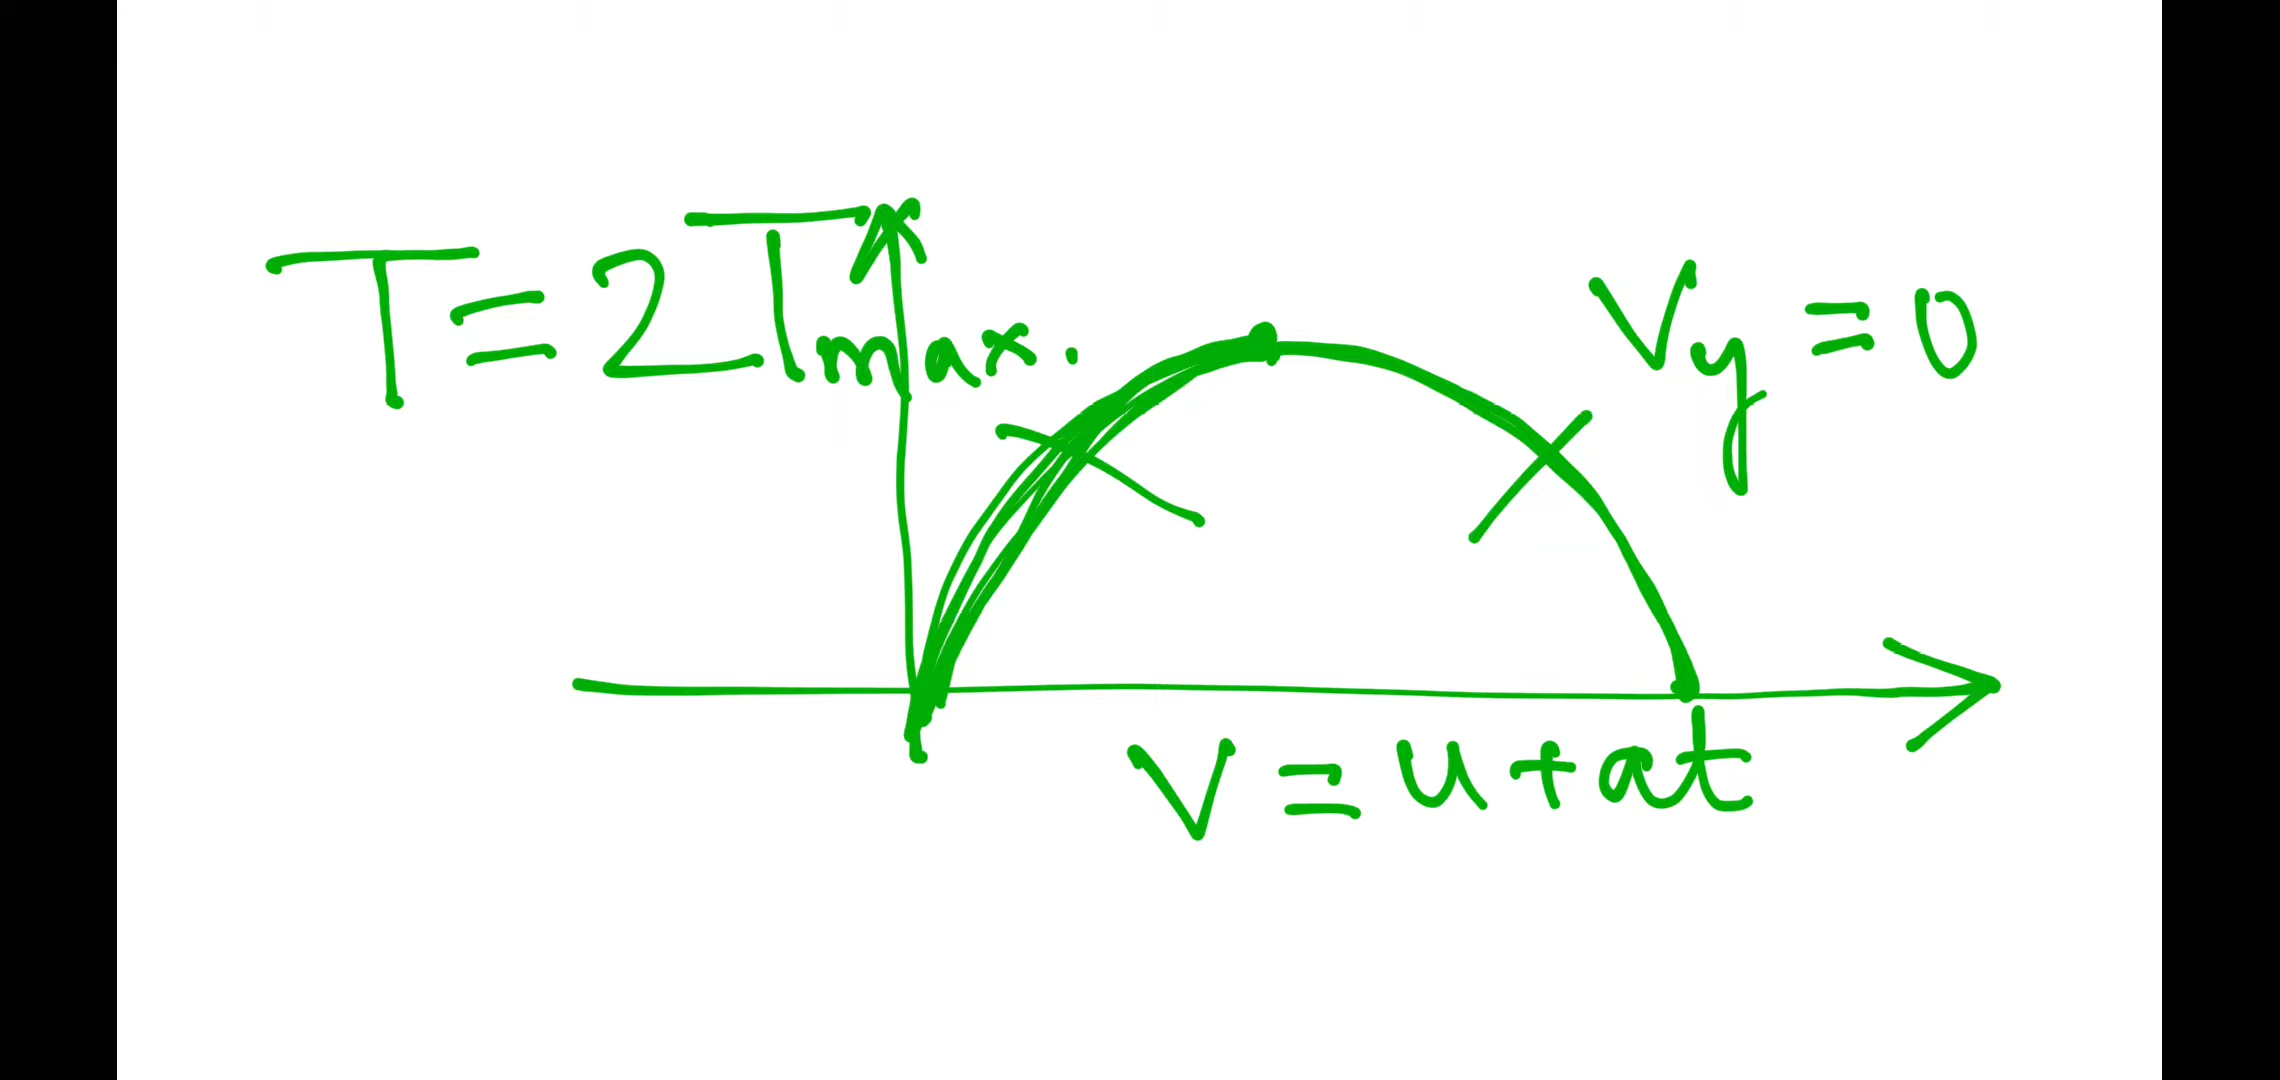 T = 2Tmax.
Vy = 0
V = u + at